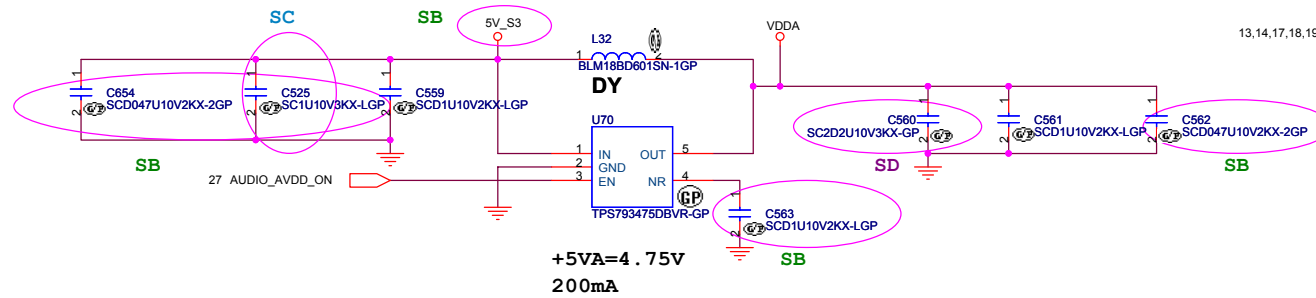 SC
SB
5V_S3
VDDA
13,14,17,18,19
L32
1
2
BLM18BD601SN-1GP
DY
1
C654
SCD047U10V2KX-2GP
2
G/P
1
C525
SC1U10V3KX-LGP
2
G/P
1
C559
SCD1U10V2KX-LGP
2
G/P
SB
U70
1 IN
OUT 5
2 GND
3 EN
NR 4
TPS793475DBVR-GP
GP
27 AUDIO_AVDD_ON
1
C560
SC2D2U10V3KX-GP
2
G/P
1
C561
SCD1U10V2KX-LGP
2
G/P
1
C562
SCD047U10V2KX-2GP
2
G/P
SD
SB
1
C563
SCD1U10V2KX-LGP
2
G/P
SB
+5VA=4.75V
200mA